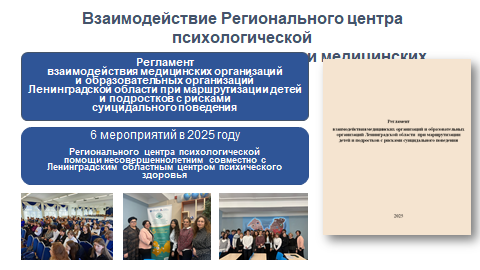 Взаимодействие Регионального центра
психологической
и медицинских
Регламент
взаимодействия медицинских организаций
и образовательных организаций
Ленинградской области при маршрутизации детей
и подростков с рисками
суицидального поведения
6 мероприятий в 2025 году
Регионального центра психологической
помощи несовершеннолетним совместно с
Ленинградским областным центром психического
здоровья
Регламент
взаимодействия медицинских организаций и образовательных
организаций Ленинградской области при маршрутизации
детей и подростков с рисками суицидального поведения
2025